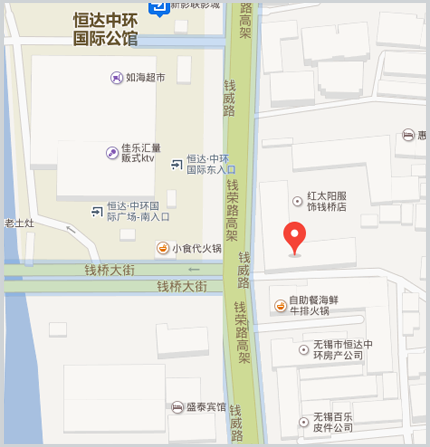 新影联影城
恒达中环
国际公馆
路高架
钱威路
如海超市
佳乐汇量
贩式ktv
恒达·中环
国际东入口
惠
恒达·中环国
际广场-南入口
钱荣路高架
红太阳服
饰钱桥店
老土灶
小食代火锅
钱威路
钱桥大街
钱桥大街
自助餐海鲜
牛排火锅
钱荣路高架
无锡市恒达中
环房产公司
盛泰宾馆
钱威路
无锡百乐
皮件公司